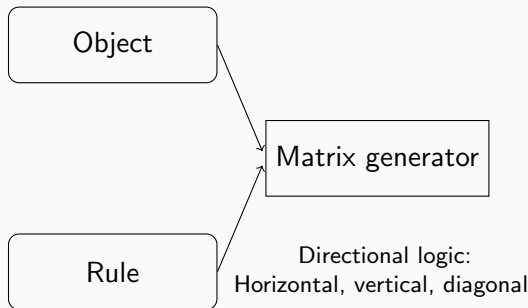 Object
Matrix generator
Rule
Directional logic:
Horizontal, vertical, diagonal